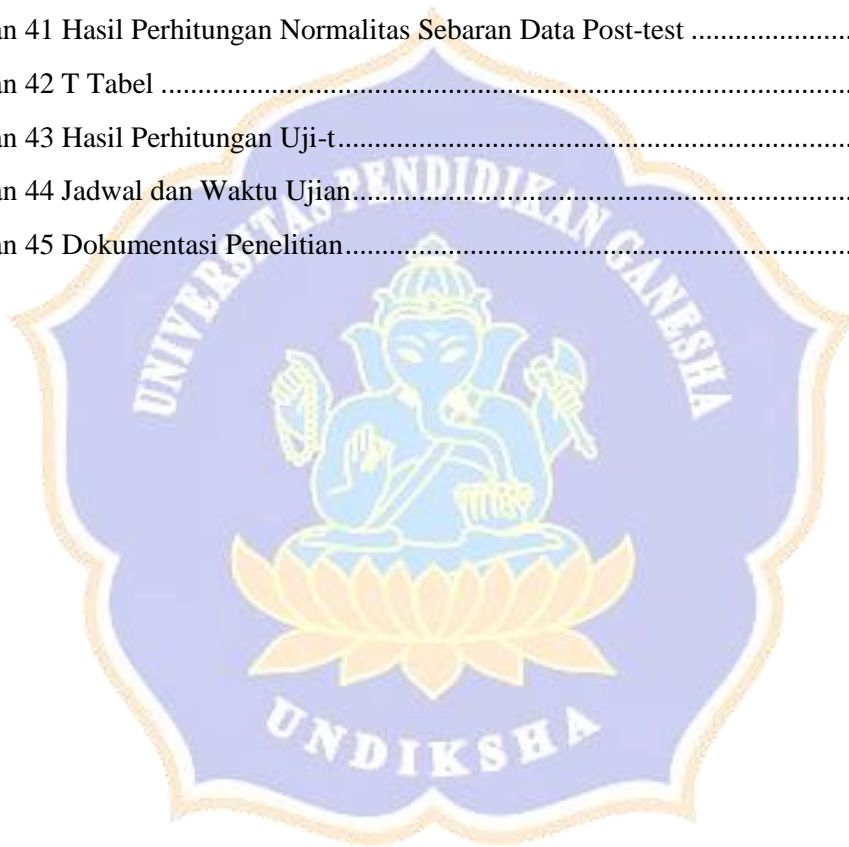 an 41 Hasil Perhitungan Normalitas Sebaran Data Post-test ....................
an 42 T Tabel ....................................................................................
an 43 Hasil Perhitungan Uji-t...............................................................
an 44 Jadwal dan Waktu Ujian.............................................................
an 45 Dokumentasi Penelitian..............................................................
UNIVERSITAS PENDIDIKAN GANESHA
UNDIKSHA